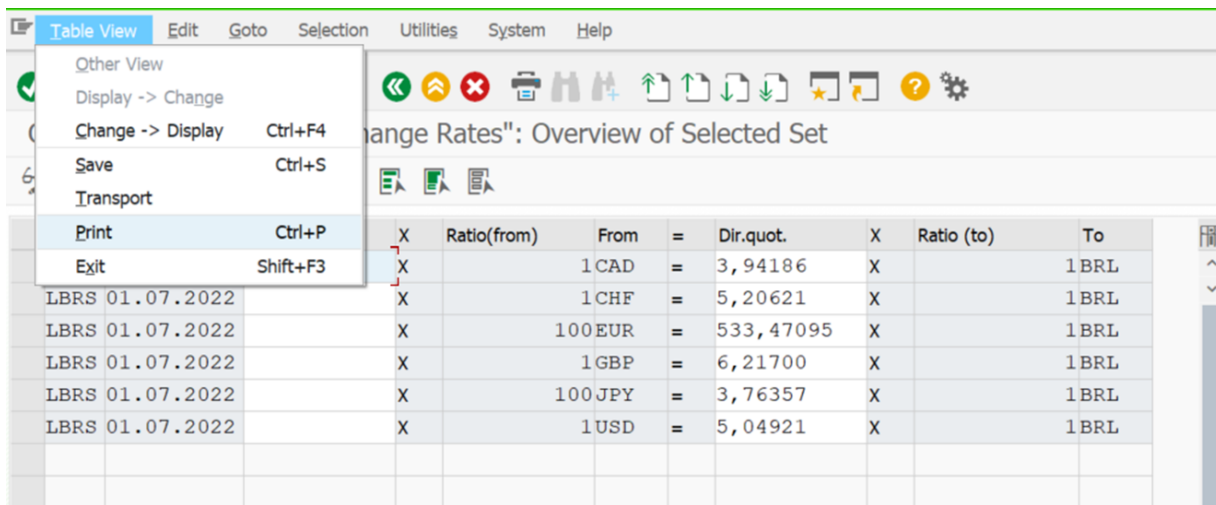 Table View Edit Goto Selection Utilities System Help
Other View
Display -> Change
Change -> Display Ctrl+F4
Save Ctrl+S
Transport
Print Ctrl+P
Exit Shift+F3
ange Rates": Overview of Selected Set
X Ratio(from) From = Dir.quot. X Ratio (to) To
X 1 CAD = 3,94186 X 1 BRL
LBRS 01.07.2022 X 1 CHF = 5,20621 X 1 BRL
LBRS 01.07.2022 X 100 EUR = 533,47095 X 1 BRL
LBRS 01.07.2022 X 1 GBP = 6,21700 X 1 BRL
LBRS 01.07.2022 X 100 JPY = 3,76357 X 1 BRL
LBRS 01.07.2022 X 1 USD = 5,04921 X 1 BRL